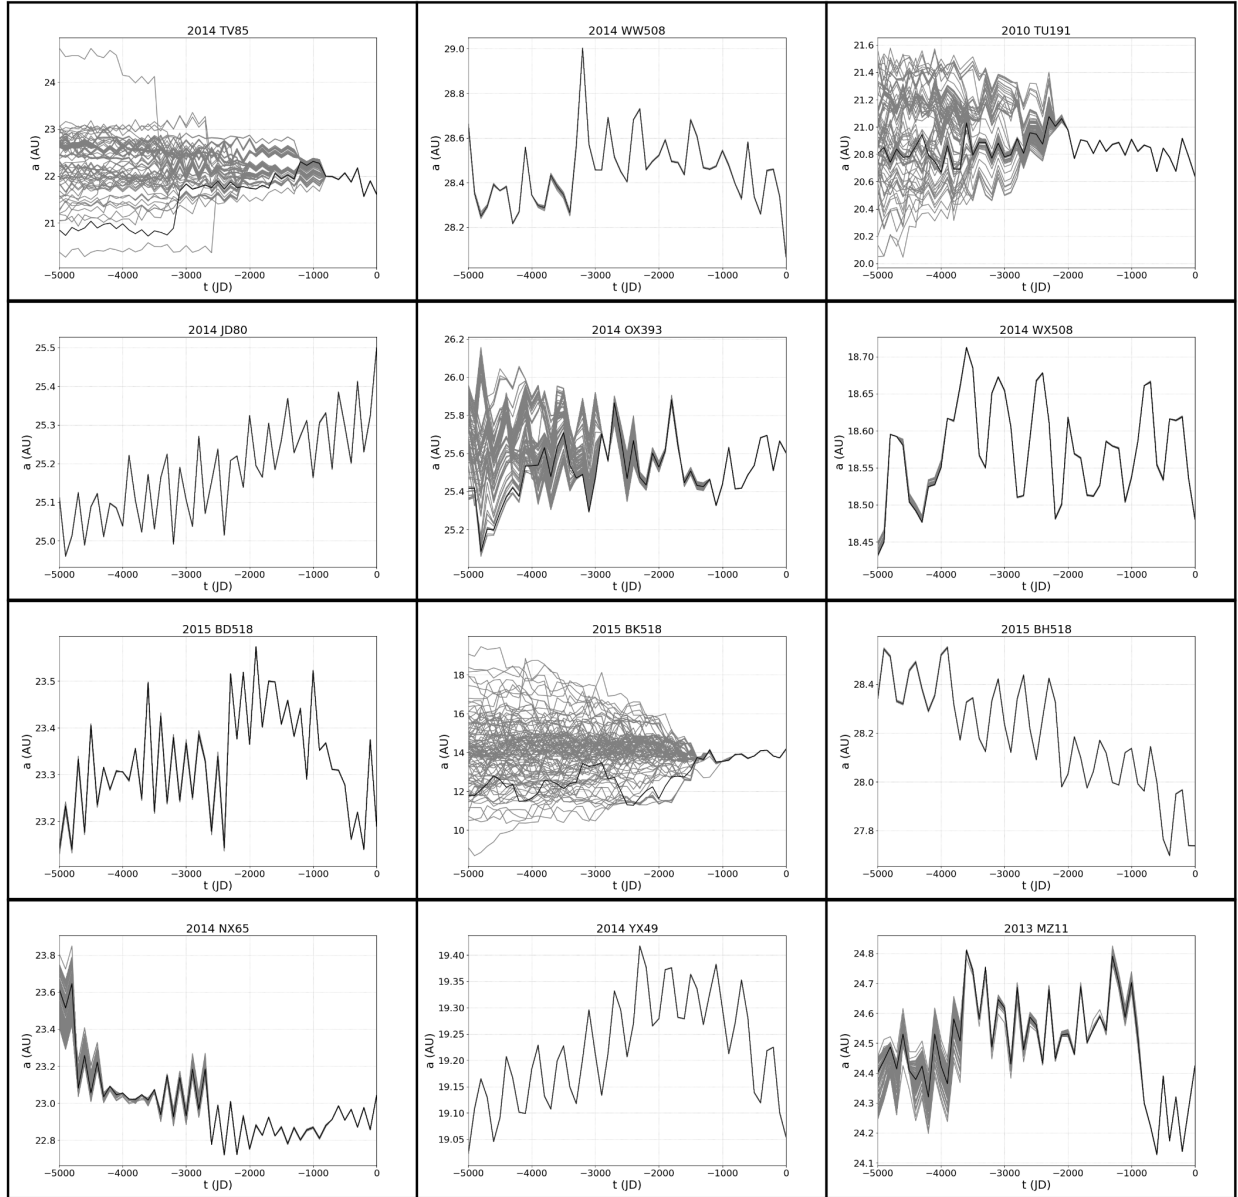 2014 TV85
a (AU)
24
23
22
21
−5000 −4000 −3000 −2000 −1000 0
t (JD)
2014 WW508
a (AU)
29.0
28.8
28.6
28.4
28.2
−5000 −4000 −3000 −2000 −1000 0
t (JD)
2010 TU191
a (AU)
21.6
21.4
21.2
21.0
20.8
20.6
20.4
20.2
20.0
−5000 −4000 −3000 −2000 −1000 0
t (JD)
2014 JD80
a (AU)
25.5
25.4
25.3
25.2
25.1
25.0
−5000 −4000 −3000 −2000 −1000 0
t (JD)
2014 OX393
a (AU)
26.2
26.0
25.8
25.6
25.4
25.2
−5000 −4000 −3000 −2000 −1000 0
t (JD)
2014 WX508
a (AU)
18.70
18.65
18.60
18.55
18.50
18.45
−5000 −4000 −3000 −2000 −1000 0
t (JD)
2015 BD518
a (AU)
23.5
23.4
23.3
23.2
−5000 −4000 −3000 −2000 −1000 0
t (JD)
2015 BK518
a (AU)
18
16
14
12
10
−5000 −4000 −3000 −2000 −1000 0
t (JD)
2015 BH518
a (AU)
28.4
28.2
28.0
27.8
−5000 −4000 −3000 −2000 −1000 0
t (JD)
2014 NX65
a (AU)
23.8
23.6
23.4
23.2
23.0
22.8
−5000 −4000 −3000 −2000 −1000 0
t (JD)
2014 YX49
a (AU)
19.40
19.35
19.30
19.25
19.20
19.15
19.10
19.05
−5000 −4000 −3000 −2000 −1000 0
t (JD)
2013 MZ11
a (AU)
24.8
24.7
24.6
24.5
24.4
24.3
24.2
24.1
−5000 −4000 −3000 −2000 −1000 0
t (JD)